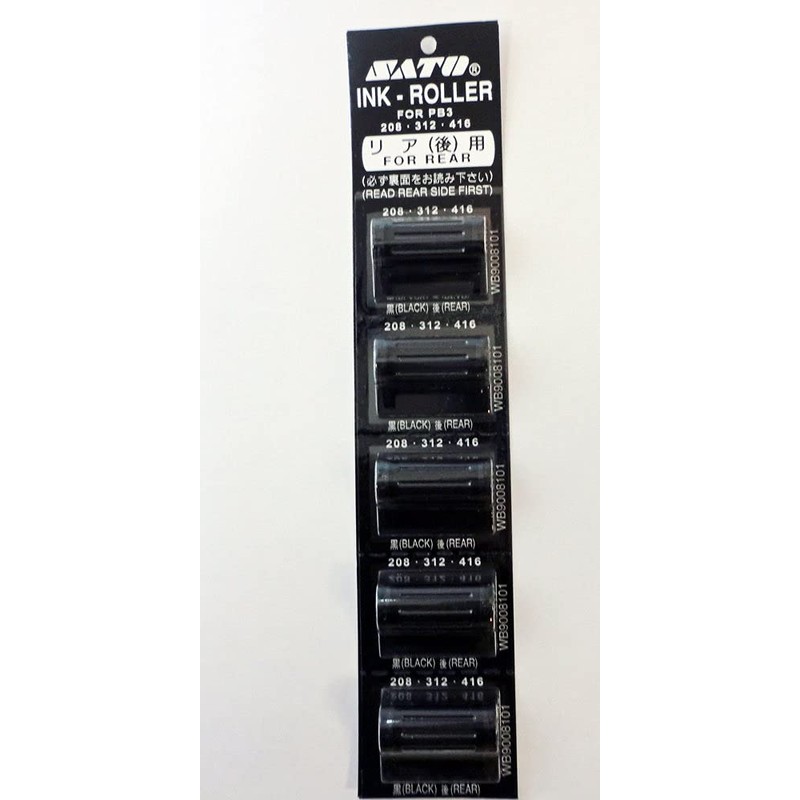 SATO®
INK - ROLLER
FOR PB3
208・312・416
リア(後)用
FOR REAR
(必ず裏面をお読み下さい)
(READ REAR SIDE FIRST)
208・312・416
WB9008101
黒(BLACK) 後(REAR)
208・312・416
WB9008101
黒(BLACK) 後(REAR)
208・312・416
WB9008101
黒(BLACK) 後(REAR)
208・312・416
WB9008101
黒(BLACK) 後(REAR)
208・312・416
WB9008101
黒(BLACK) 後(REAR)